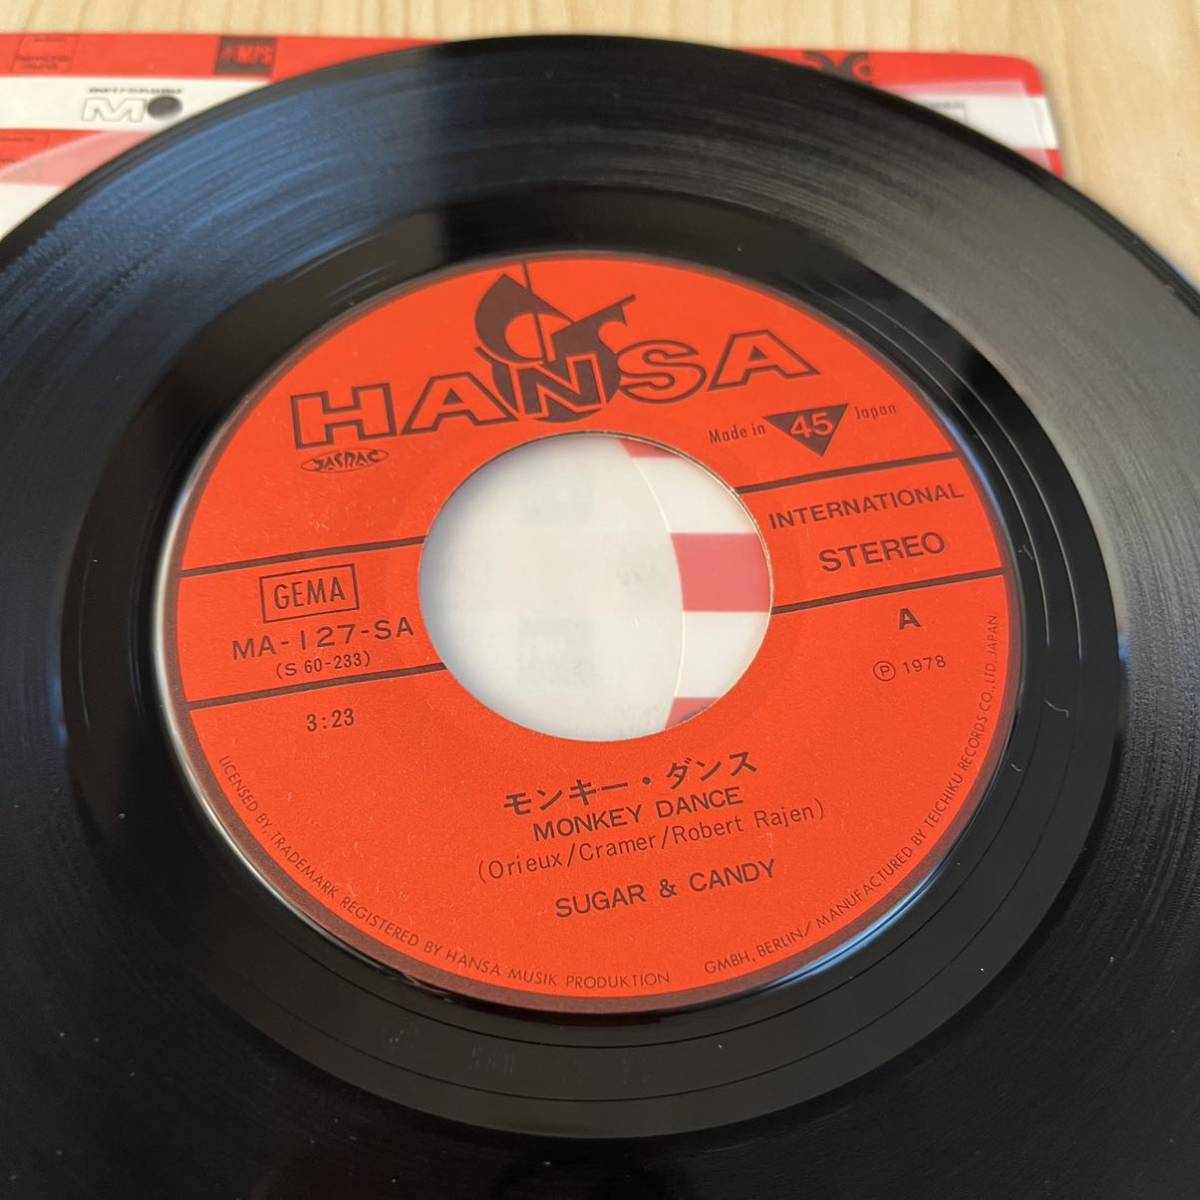 MPS
metronome
M
HANSA
JASRAC
Made in 45 Japan
INTERNATIONAL
STEREO
GEMA
MA-127-SA
(S 60-233)
A
Ⓟ 1978
3:23
モンキー・ダンス
MONKEY DANCE
(Orieux/Cramer/Robert Rajen)
SUGAR & CANDY
LICENSED BY, TRADEMARK REGISTERED BY HANSA MUSIK PRODUKTION GMBH, BERLIN/ MANUFACTURED BY TEICHIKU RECORDS CO., LTD. JAPAN